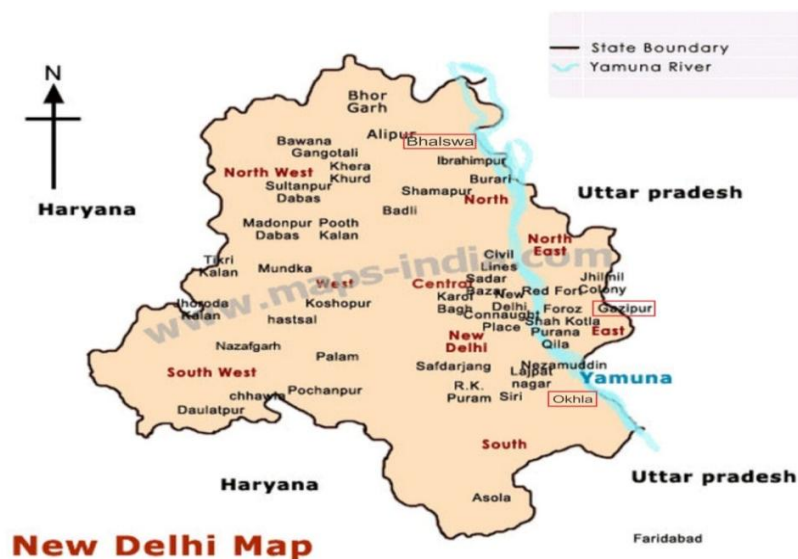 State Boundary
Yamuna River
N
Bhor
Garh
Alipur
Bhalswa
Bawana
Gangotali
Ibrahimpur
Khera
Khurd
North West
Burari
Sultanpur
Dabas
Shamapur
Uttar pradesh
North
Haryana
Badli
Madonpur
Dabas
Pooth
Kalan
North
East
Civil
Lines
Tikri
Kalan
Mundka
www.maps-india.com
Sadar
Bazar
Jhilmil
Colony
West
Central
Red Fort
Karol
Bagh
New
Delhi
Jhoroda
Kalan
Koshopur
Foroz
Shah Kotla
Gazipur
hastsal
Connaught
Place
East
Purana
Qila
New
Delhi
Nazafgarh
Palam
Safdarjang
Nezamuddin
Lajpat
nagar
South West
Yamuna
R.K.
Puram
Pochanpur
chhawla
Siri
Okhla
Daulatpur
South
Uttar pradesh
Haryana
Asola
New Delhi Map
Faridabad